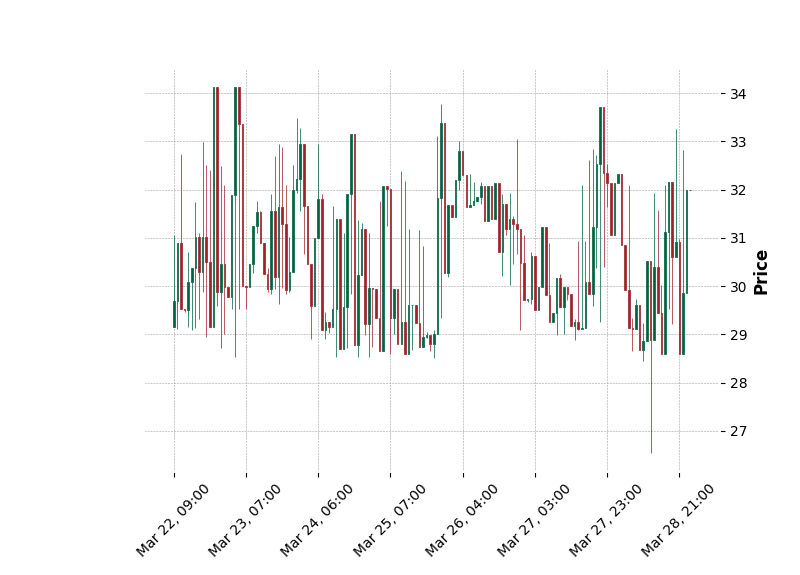 34
33
32
31
30
29
28
27
Price
Mar 22, 09:00
Mar 23, 07:00
Mar 24, 06:00
Mar 25, 07:00
Mar 26, 04:00
Mar 27, 03:00
Mar 27, 23:00
Mar 28, 21:00